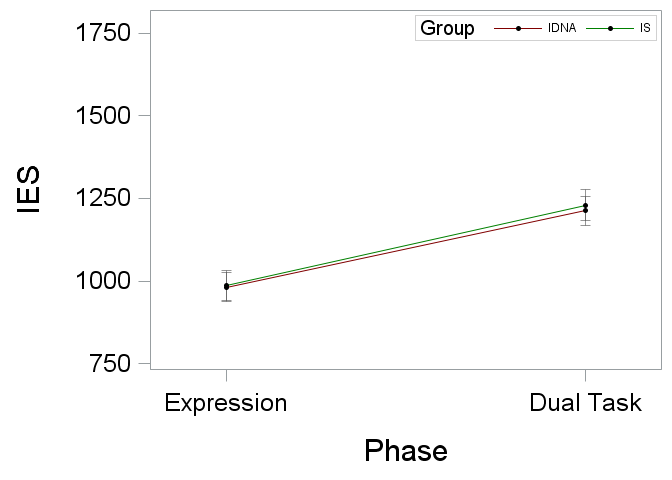 Group IDNA IS
1750
1500
1250
1000
750
IES
Expression Dual Task
Phase